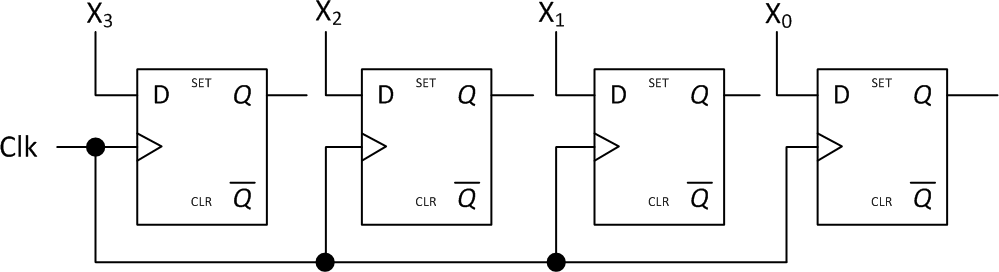 X₃ X₂ X₁ X₀
SET SET SET SET
D Q D Q D Q D Q
Clk
CLR Q̅ CLR Q̅ CLR Q̅ CLR Q̅